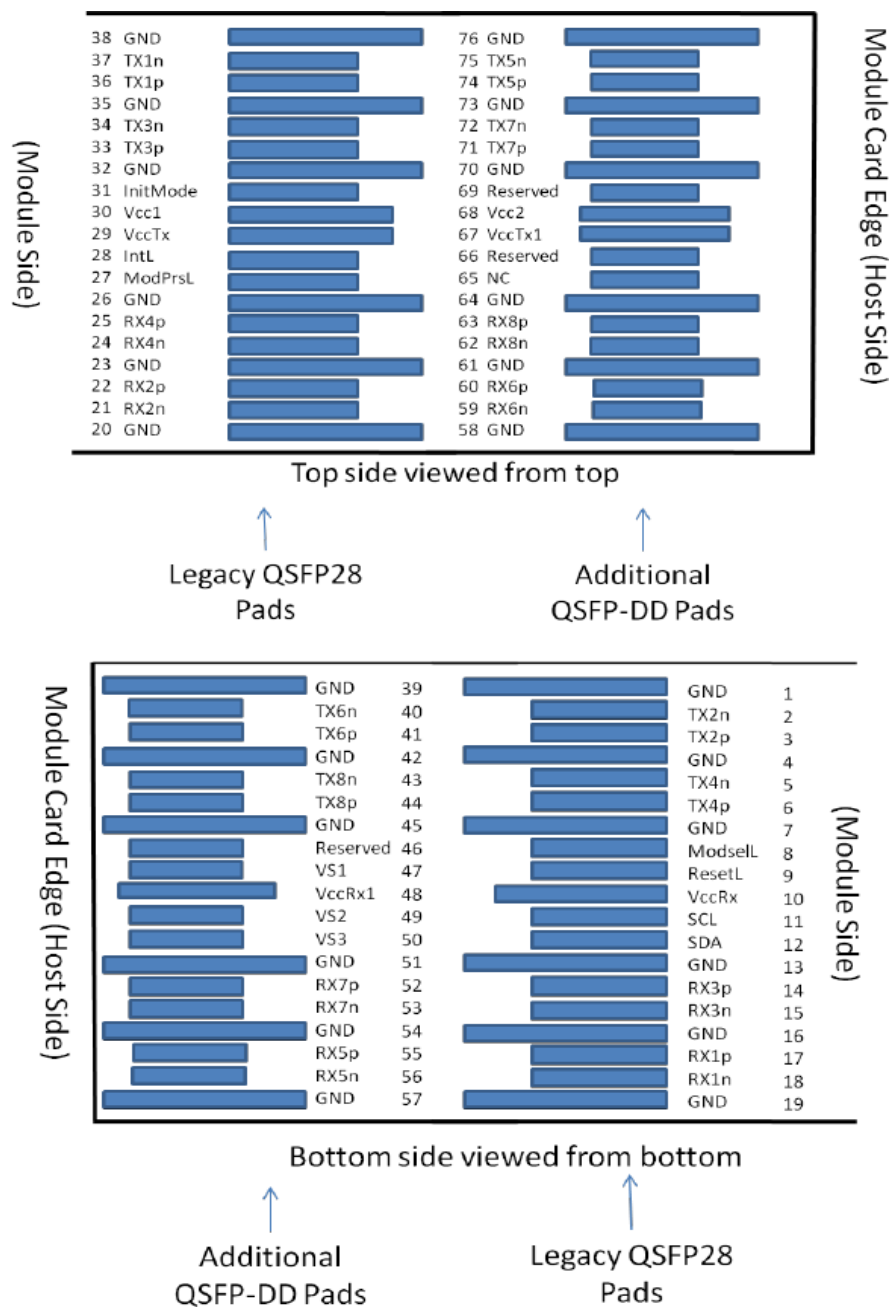 (Module Side)
38 GND 76 GND
37 TX1n 75 TX5n
36 TX1p 74 TX5p
35 GND 73 GND
34 TX3n 72 TX7n
33 TX3p 71 TX7p
32 GND 70 GND
31 InitMode 69 Reserved
30 Vcc1 68 Vcc2
29 VccTx 67 VccTx1
28 IntL 66 Reserved
27 ModPrsL 65 NC
26 GND 64 GND
25 RX4p 63 RX8p
24 RX4n 62 RX8n
23 GND 61 GND
22 RX2p 60 RX6p
21 RX2n 59 RX6n
20 GND 58 GND
Module Card Edge (Host Side)
Top side viewed from top
Legacy QSFP28
Pads
Additional
QSFP-DD Pads
Module Card Edge (Host Side)
GND 39 GND 1
TX6n 40 TX2n 2
TX6p 41 TX2p 3
GND 42 GND 4
TX8n 43 TX4n 5
TX8p 44 TX4p 6
GND 45 GND 7
Reserved 46 ModselL 8
VS1 47 ResetL 9
VccRx1 48 VccRx 10
VS2 49 SCL 11
VS3 50 SDA 12
GND 51 GND 13
RX7p 52 RX3p 14
RX7n 53 RX3n 15
GND 54 GND 16
RX5p 55 RX1p 17
RX5n 56 RX1n 18
GND 57 GND 19
(Module Side)
Bottom side viewed from bottom
Additional
QSFP-DD Pads
Legacy QSFP28
Pads